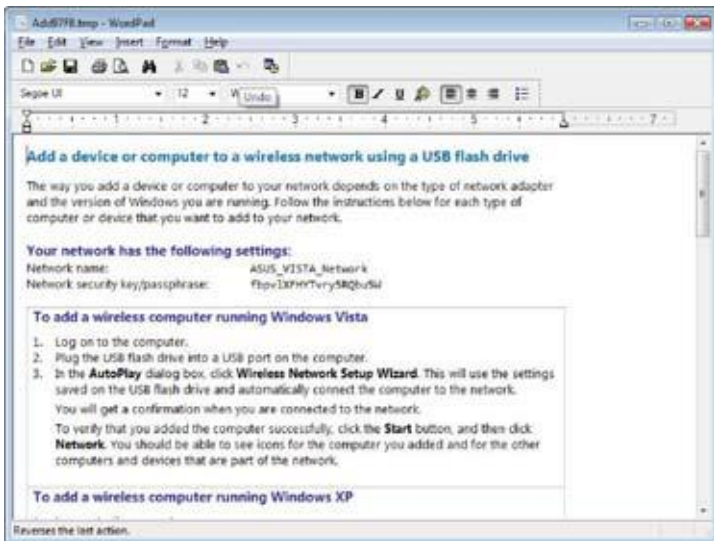 Add87F8.tmp - WordPad
File Edit View Insert Format Help
Segoe UI 12 Undo
B U
1 2 3 4 5 7
Add a device or computer to a wireless network using a USB flash drive
The way you add a device or computer to your network depends on the type of network adapter
and the version of Windows you are running. Follow the instructions below for each type of
computer or device that you want to add to your network.
Your network has the following settings:
Network name: ASUS_VISTA_Network
Network security key/passphrase:
To add a wireless computer running Windows Vista
1. Log on to the computer.
2. Plug the USB flash drive into a USB port on the computer.
3. In the AutoPlay dialog box, click Wireless Network Setup Wizard. This will use the settings
saved on the USB flash drive and automatically connect the computer to the network.
You will get a confirmation when you are connected to the network.
To verify that you added the computer successfully, click the Start button, and then click
Network. You should be able to see icons for the computer you added and for the other
computers and devices that are part of the network.
To add a wireless computer running Windows XP
Reverses the last action.